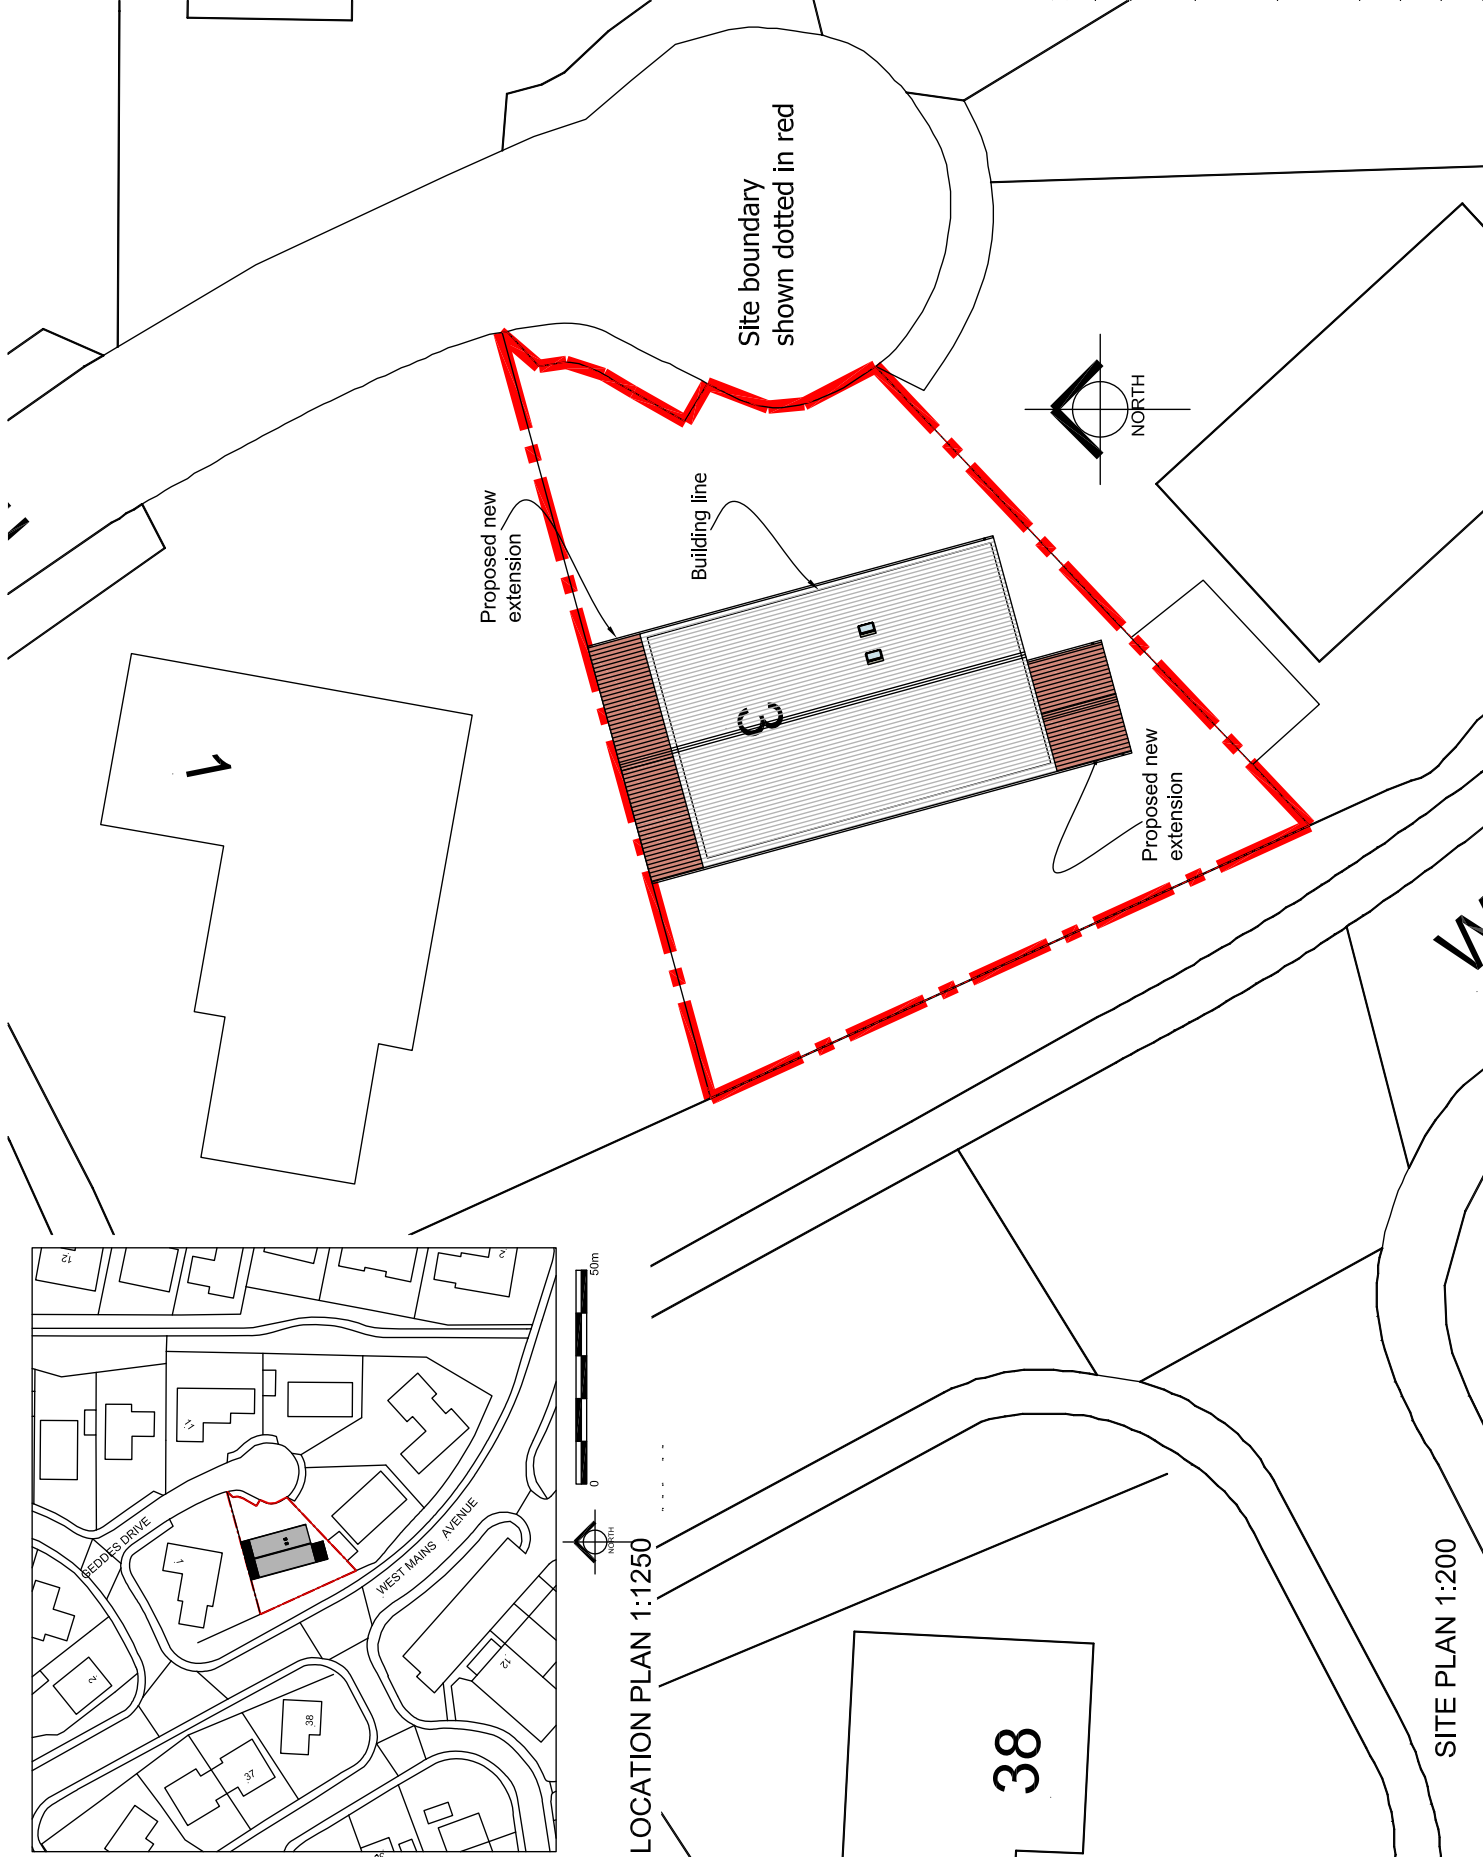 Site boundary
shown dotted in red
NORTH
Proposed new
extension
Building line
3
1
Proposed new
extension
W
50m
0
NORTH
LOCATION PLAN 1:1250
GEDDES DRIVE
WEST MAINS AVENUE
12
11
1
2
38
37
12
38
SITE PLAN 1:200